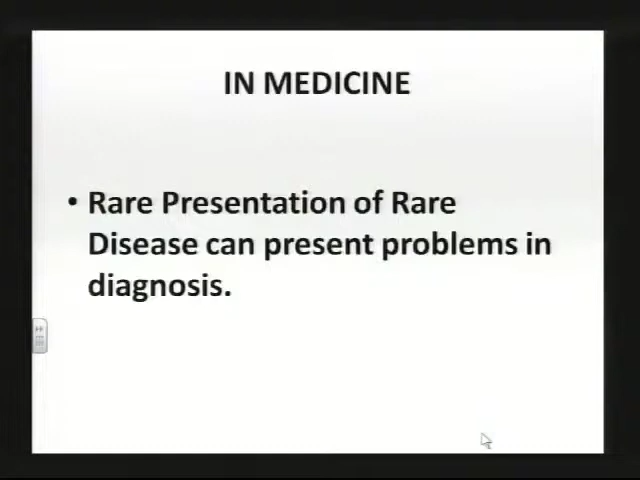 IN MEDICINE
• Rare Presentation of Rare
Disease can present problems in
diagnosis.